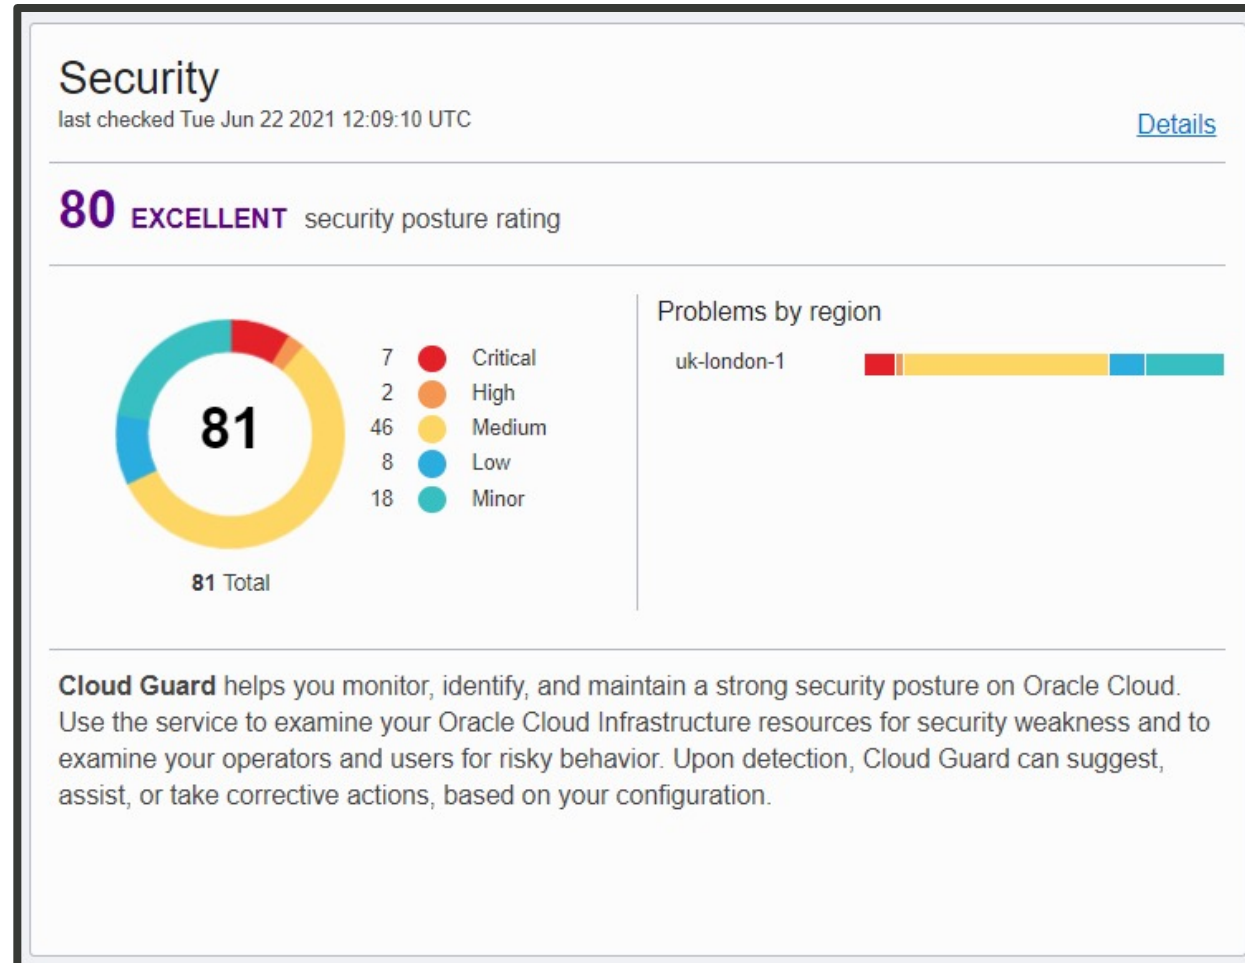 Security
last checked Tue Jun 22 2021 12:09:10 UTC
Details
80 EXCELLENT security posture rating
81
81 Total
7 Critical
2 High
46 Medium
8 Low
18 Minor
Problems by region
uk-london-1
Cloud Guard helps you monitor, identify, and maintain a strong security posture on Oracle Cloud.
Use the service to examine your Oracle Cloud Infrastructure resources for security weakness and to
examine your operators and users for risky behavior. Upon detection, Cloud Guard can suggest,
assist, or take corrective actions, based on your configuration.